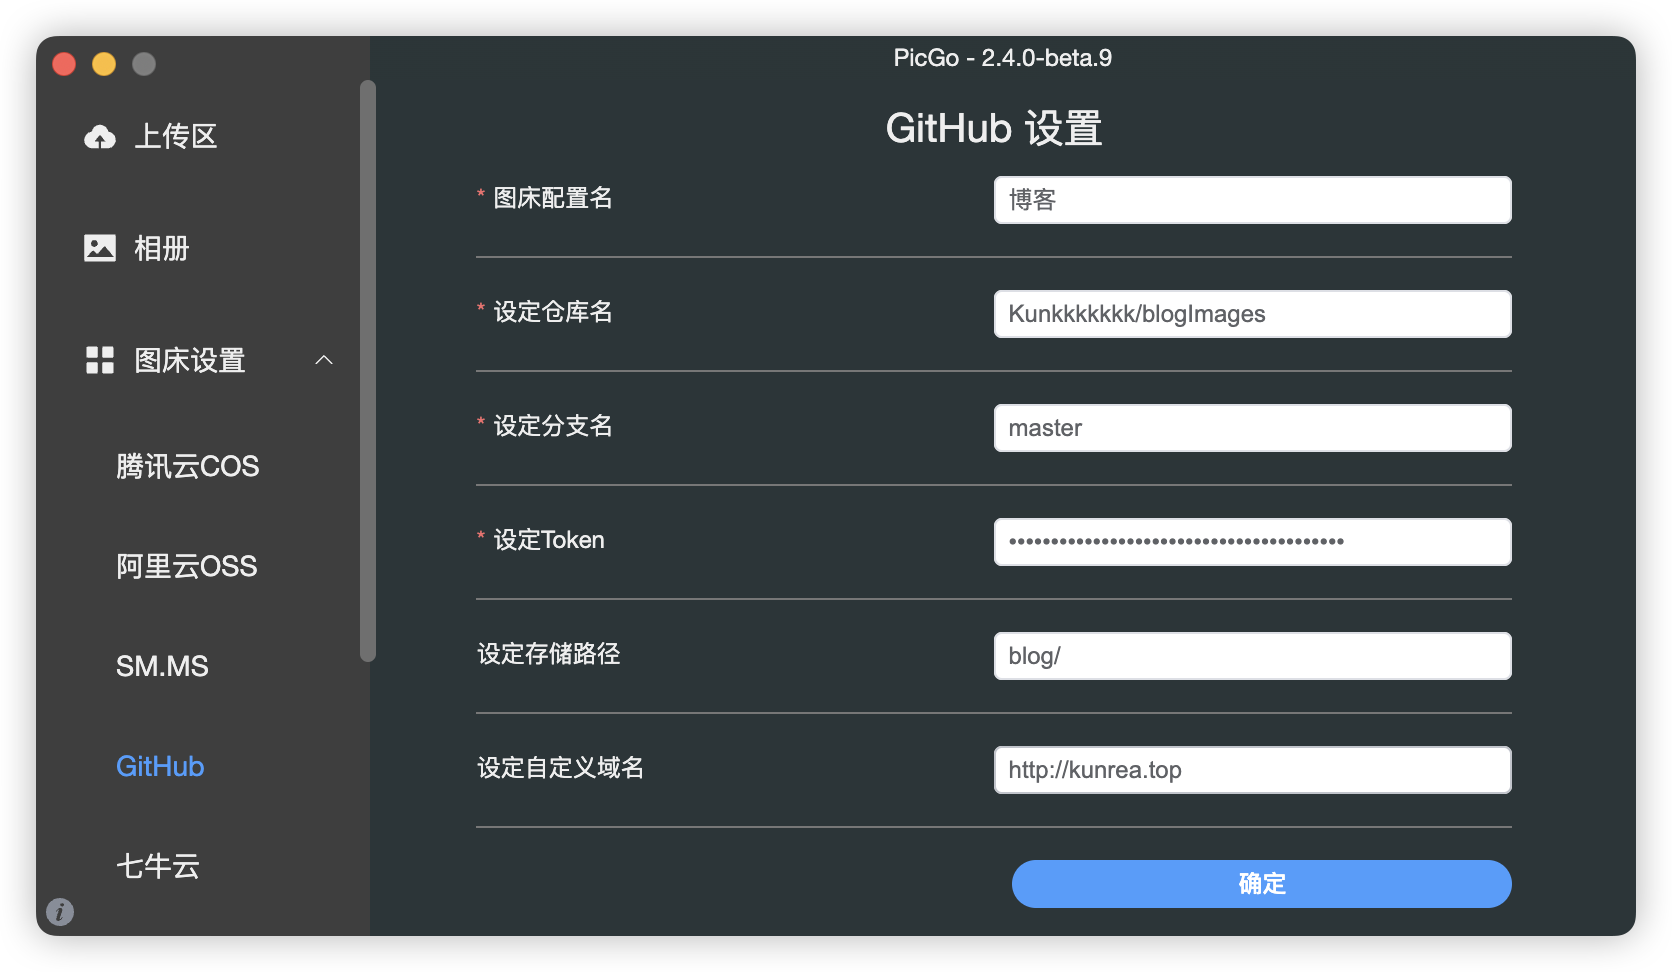 PicGo - 2.4.0-beta.9
上传区
相册
图床设置
腾讯云COS
阿里云OSS
SM.MS
GitHub
七牛云
GitHub 设置
* 图床配置名
博客
* 设定仓库名
Kunkkkkkkk/blogImages
* 设定分支名
master
* 设定Token
••••••••••••••••••••••••••••••••••••••••
设定存储路径
blog/
设定自定义域名
http://kunrea.top
确定